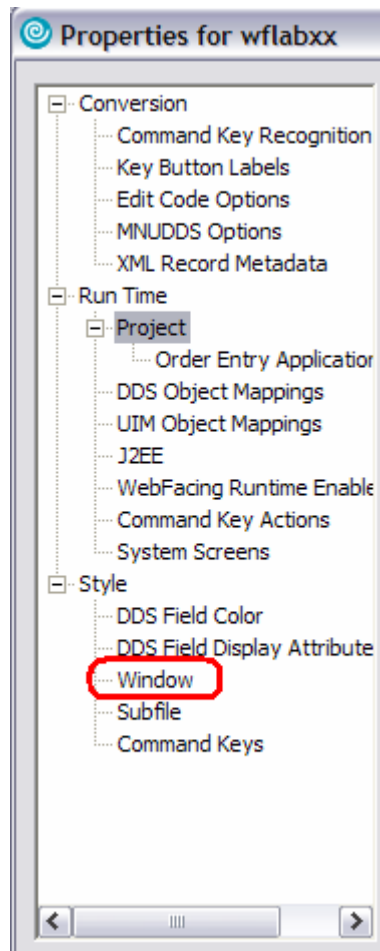 Properties for wflabxx
Conversion
Command Key Recognition
Key Button Labels
Edit Code Options
MNUDDS Options
XML Record Metadata
Run Time
Project
Order Entry Application
DDS Object Mappings
UIM Object Mappings
J2EE
WebFacing Runtime Enable
Command Key Actions
System Screens
Style
DDS Field Color
DDS Field Display Attribute
Window
Subfile
Command Keys